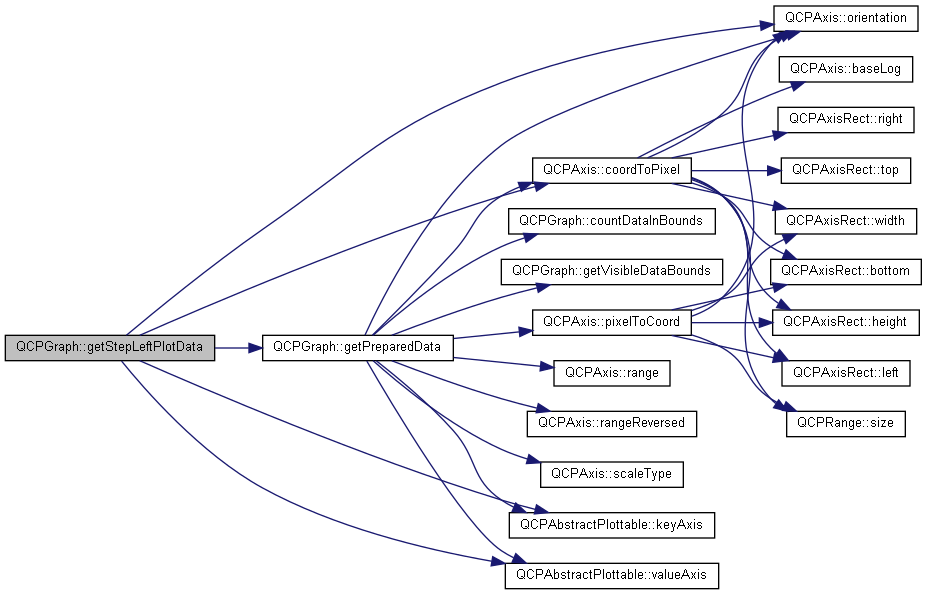 QCPGraph::getStepLeftPlotData
QCPGraph::getPreparedData
QCPAxis::coordToPixel
QCPGraph::countDataInBounds
QCPGraph::getVisibleDataBounds
QCPAxis::pixelToCoord
QCPAxis::range
QCPAxis::rangeReversed
QCPAxis::scaleType
QCPAbstractPlottable::keyAxis
QCPAbstractPlottable::valueAxis
QCPAxis::orientation
QCPAxis::baseLog
QCPAxisRect::right
QCPAxisRect::top
QCPAxisRect::width
QCPAxisRect::bottom
QCPAxisRect::height
QCPAxisRect::left
QCPRange::size